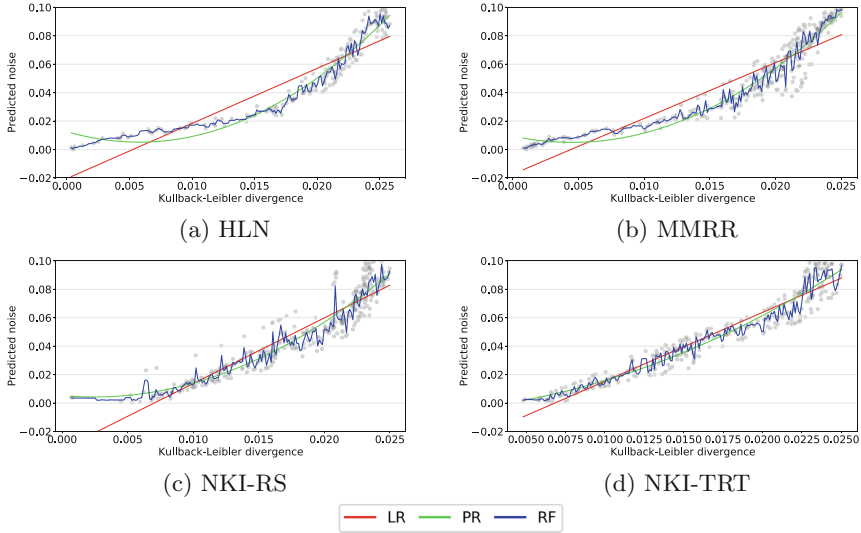 0.10
0.08
0.06
0.04
0.02
0.00
−0.02
Predicted noise
0.000 0.005 0.010 0.015 0.020 0.025
Kullback-Leibler divergence
(a) HLN
0.10
0.08
0.06
0.04
0.02
0.00
−0.02
Predicted noise
0.000 0.005 0.010 0.015 0.020 0.025
Kullback-Leibler divergence
(b) MMRR
0.10
0.08
0.06
0.04
0.02
0.00
−0.02
Predicted noise
0.000 0.005 0.010 0.015 0.020 0.025
Kullback-Leibler divergence
(c) NKI-RS
0.10
0.08
0.06
0.04
0.02
0.00
−0.02
Predicted noise
0.0050 0.0075 0.0100 0.0125 0.0150 0.0175 0.0200 0.0225 0.0250
Kullback-Leibler divergence
(d) NKI-TRT
LR PR RF